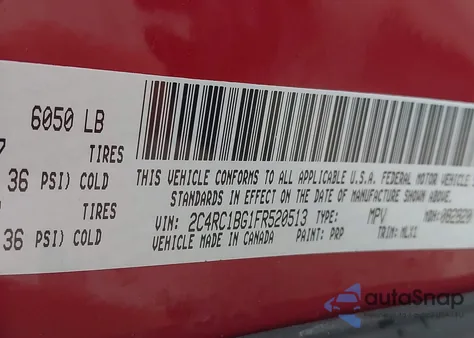 6050 LB
TIRES
36 PSI) COLD
TIRES
36 PSI) COLD
THIS VEHICLE CONFORMS TO ALL APPLICABLE U.S.A. FEDERAL MOTOR VEHICLE
STANDARDS IN EFFECT ON THE DATE OF MANUFACTURE SHOWN ABOVE.
VIN: 2C4RC1BG1FR520513 TYPE: MPV MDH:
VEHICLE MADE IN CANADA PAINT: PRP TRIM:
autoSnap